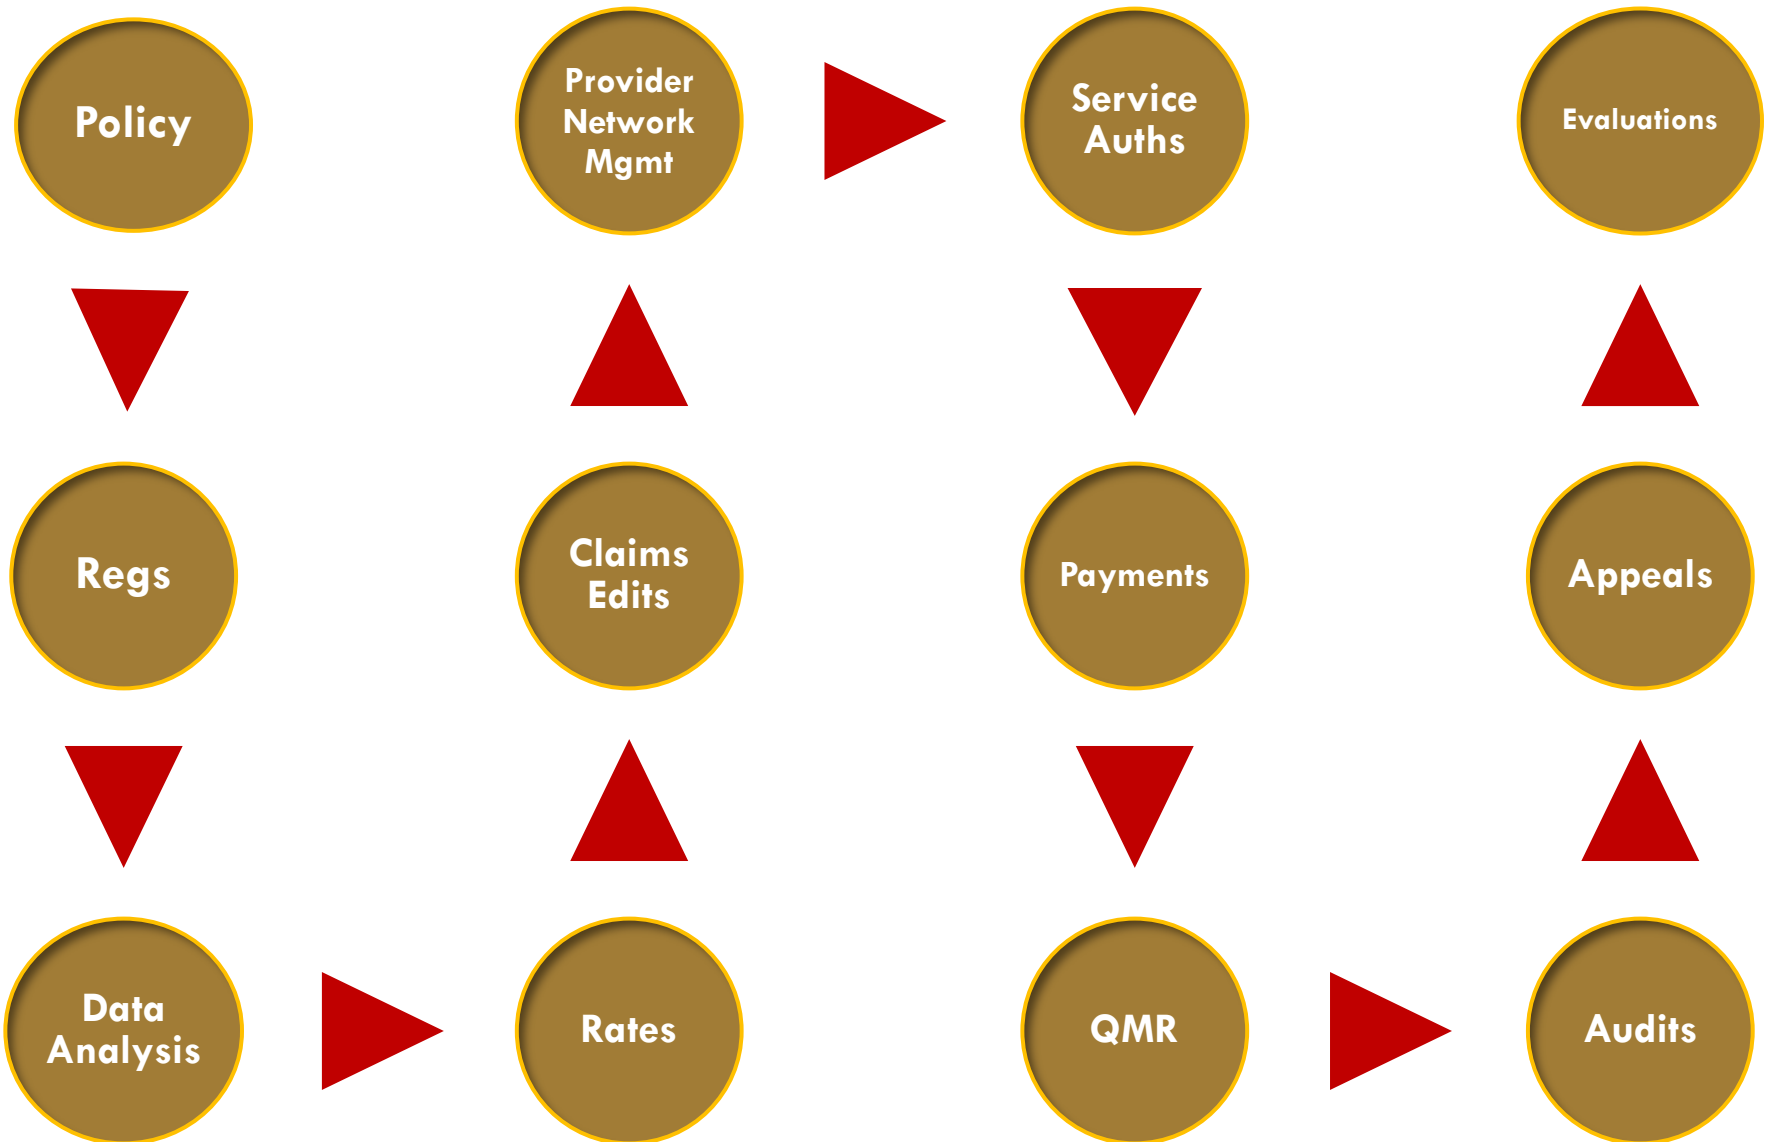 Policy
Regs
Data
Analysis
Rates
Claims
Edits
Provider
Network
Mgmt
Service
Auths
Payments
QMR
Audits
Appeals
Evaluations